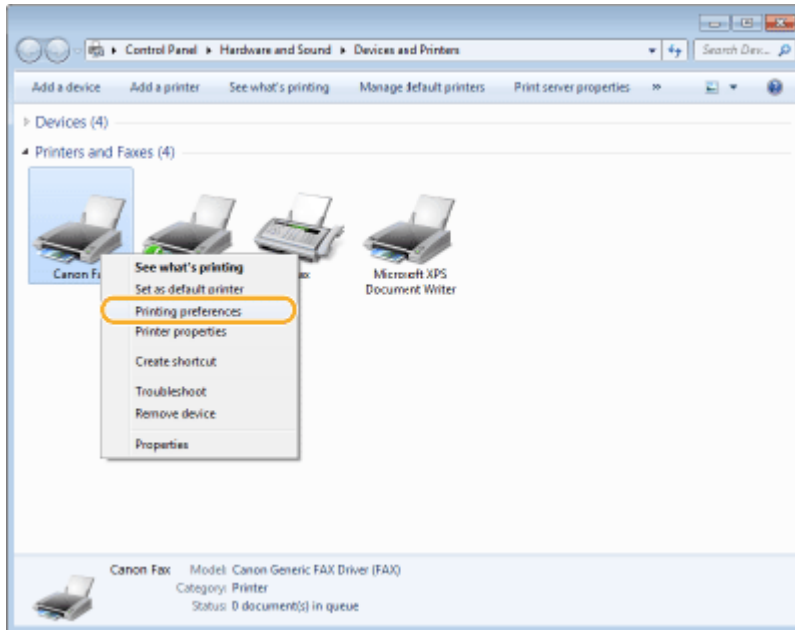 Control Panel ▸ Hardware and Sound ▸ Devices and Printers
Search Dev...
Add a device Add a printer See what's printing Manage default printers Print server properties »
Devices (4)
Printers and Faxes (4)
Canon
Microsoft XPS
Document Writer
See what's printing
Set as default printer
Printing preferences
Printer properties
Create shortcut
Troubleshoot
Remove device
Properties
Canon Fax Model: Canon Generic FAX Driver (FAX)
Category: Printer
Status: 0 document(s) in queue